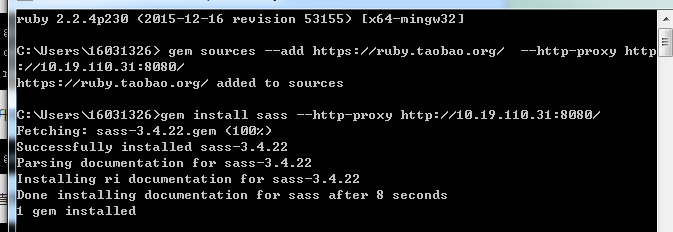 ruby 2.2.4p230 (2015-12-16 revision 53155) [x64-mingw32]
C:\Users\16031326> gem sources --add https://ruby.taobao.org/  --http-proxy http
://10.19.110.31:8080/
https://ruby.taobao.org/ added to sources
C:\Users\16031326>gem install sass --http-proxy http://10.19.110.31:8080/
Fetching: sass-3.4.22.gem (100%)
Successfully installed sass-3.4.22
Parsing documentation for sass-3.4.22
Installing ri documentation for sass-3.4.22
Done installing documentation for sass after 8 seconds
1 gem installed